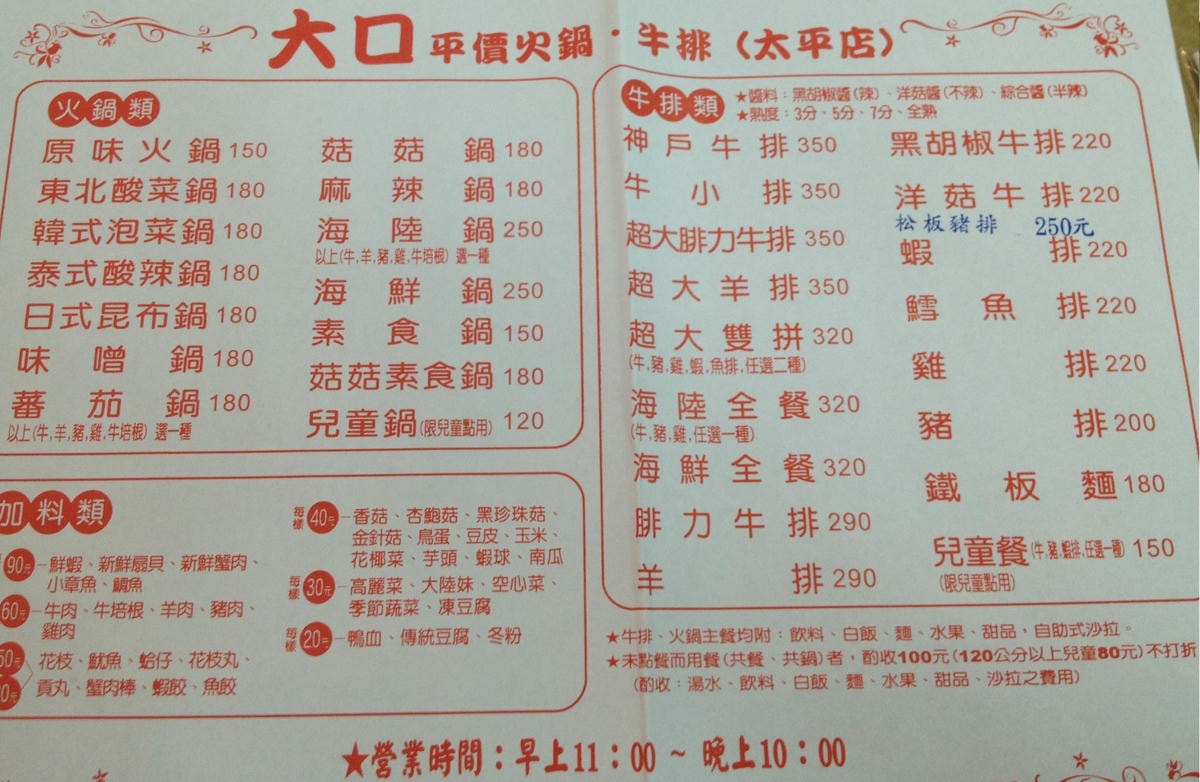 大口 平價火鍋・牛排（太平店）
火鍋類
原味火鍋 150
東北酸菜鍋 180
韓式泡菜鍋 180
泰式酸辣鍋 180
日式昆布鍋 180
味噌鍋 180
蕃茄鍋 180
以上(牛,羊,豬,雞,牛培根) 選一種
菇菇鍋 180
麻辣鍋 180
海陸鍋 250
以上(牛,羊,豬,雞,牛培根) 選一種
海鮮鍋 250
素食鍋 150
菇菇素食鍋 180
兒童鍋(限兒童點用) 120
加料類
90元－鮮蝦、新鮮扇貝、新鮮蟹肉、
小章魚、鯛魚
60元－牛肉、牛培根、羊肉、豬肉、
雞肉
50元 花枝、魷魚、蛤仔、花枝丸、
0元 貢丸、蟹肉棒、蝦餃、魚餃
每樣40元－香菇、杏鮑菇、黑珍珠菇、
金針菇、鳥蛋、豆皮、玉米、
花椰菜、芋頭、蝦球、南瓜
每樣30元－高麗菜、大陸妹、空心菜、
季節蔬菜、凍豆腐
每樣20元－鴨血、傳統豆腐、冬粉
牛排類
★醬料：黑胡椒醬(辣)、洋菇醬(不辣)、綜合醬(半辣)
★熟度：3分、5分、7分、全熟
神戶牛排 350
牛小排 350
超大腓力牛排 350
超大羊排 350
超大雙拼 320
(牛,豬,雞,蝦,魚排,任選二種)
海陸全餐 320
(牛,豬,雞,任選一種)
海鮮全餐 320
腓力牛排 290
羊排 290
黑胡椒牛排 220
洋菇牛排 220
松板豬排 250元
蝦排 220
鱈魚排 220
雞排 220
豬排 200
鐵板麵 180
兒童餐(牛,豬,蝦排,任選一種) 150
(限兒童點用)
★牛排、火鍋主餐均附：飲料、白飯、麵、水果、甜品，自助式沙拉。
★未點餐而用餐(共餐、共鍋)者，酌收100元(120公分以上兒童80元)不打折
(酌收：湯水、飲料、白飯、麵、水果、甜品、沙拉之費用)
★營業時間：早上11：00 ~ 晚上10：00